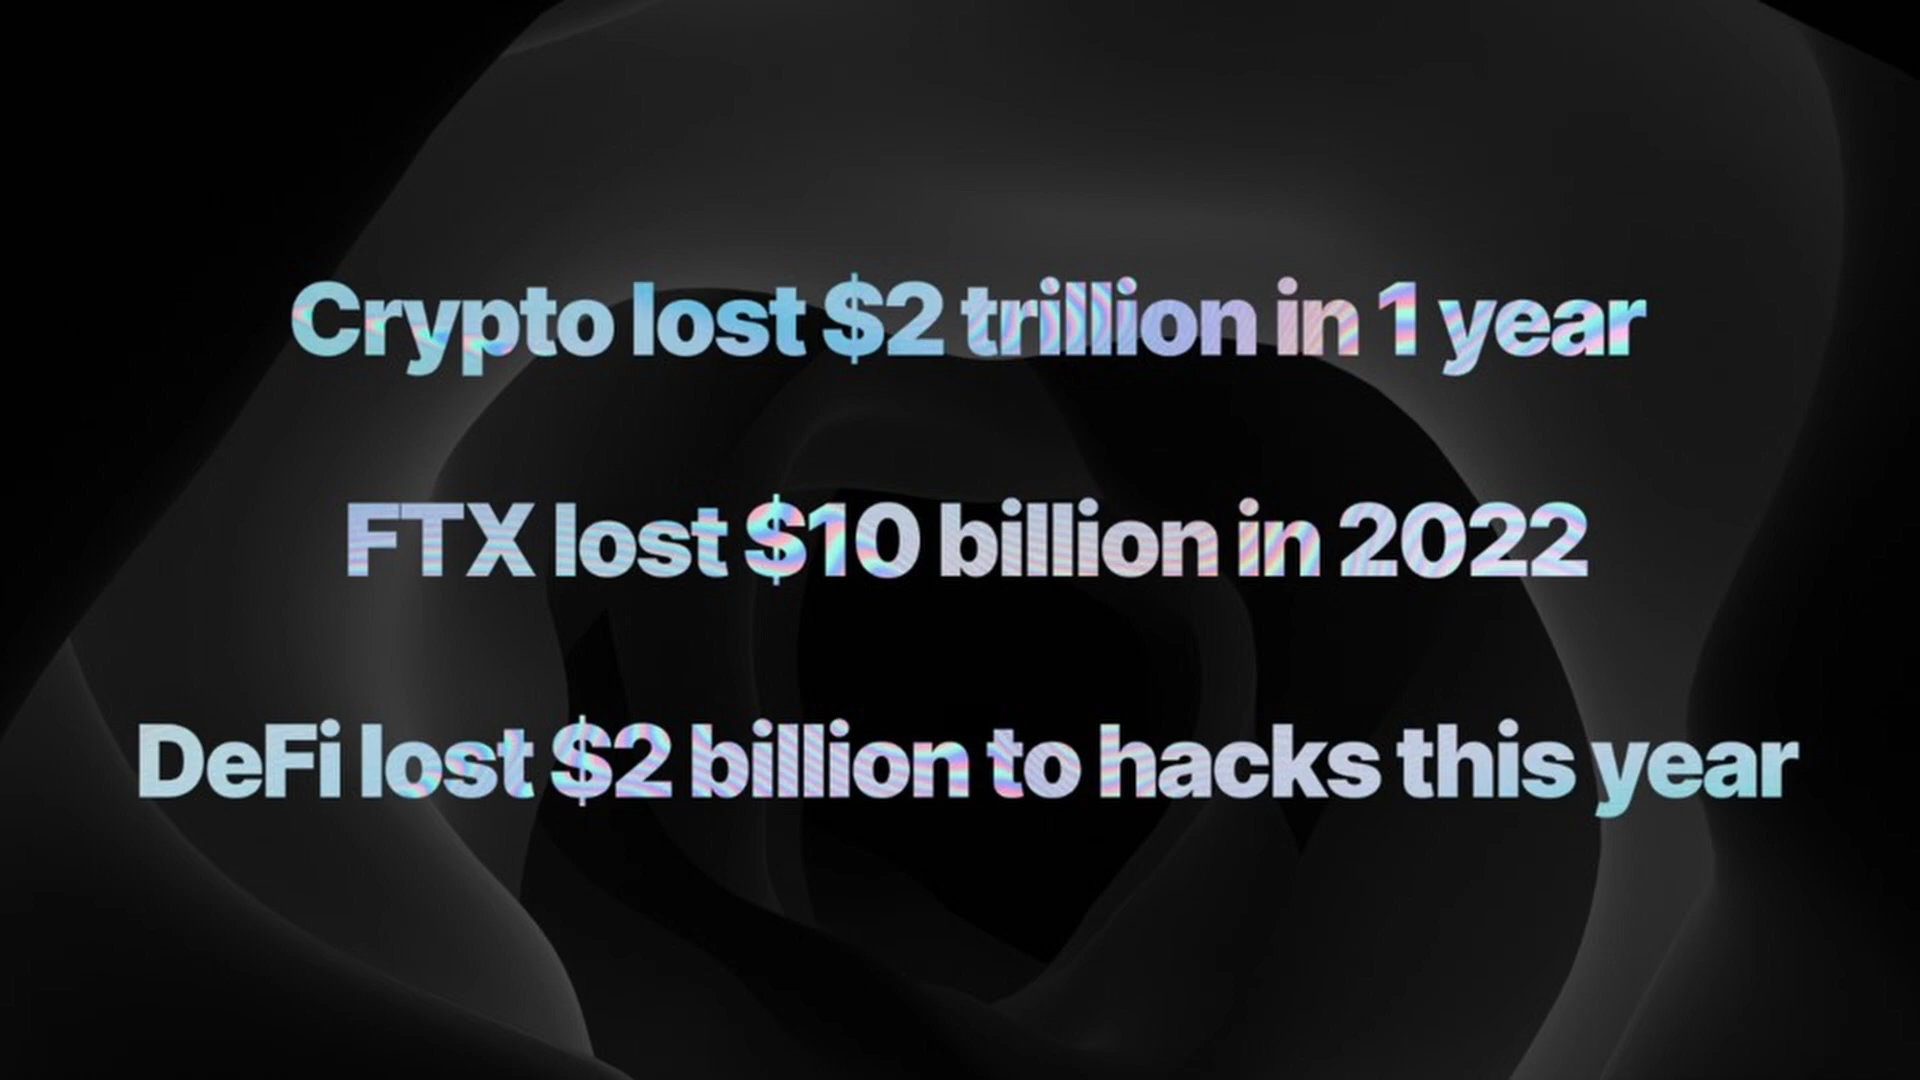 Crypto lost $2 trillion in 1 year
FTX lost $10 billion in 2022
DeFi lost $2 billion to hacks this year